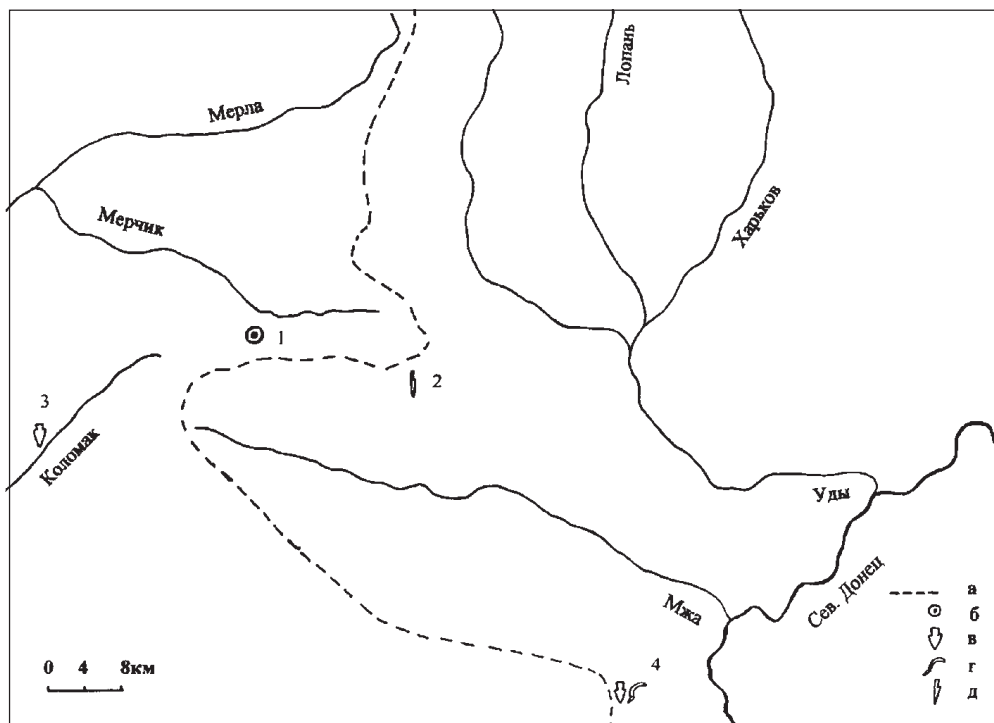 Лопань
Мерла
Харьков
Мерчик
1
2
3
Коломак
Уды
Сев. Донец
Мжа
4
0 4 8км
а
б
в
г
д